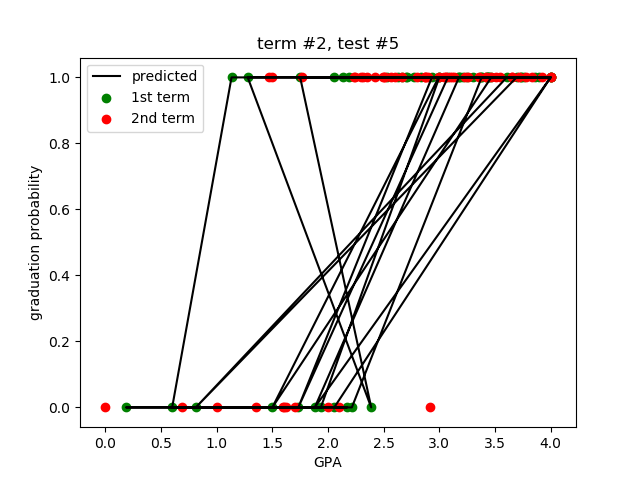 term #2, test #5
predicted
1st term
2nd term
1.0
0.8
0.6
0.4
0.2
0.0
graduation probability
0.0 0.5 1.0 1.5 2.0 2.5 3.0 3.5 4.0
GPA